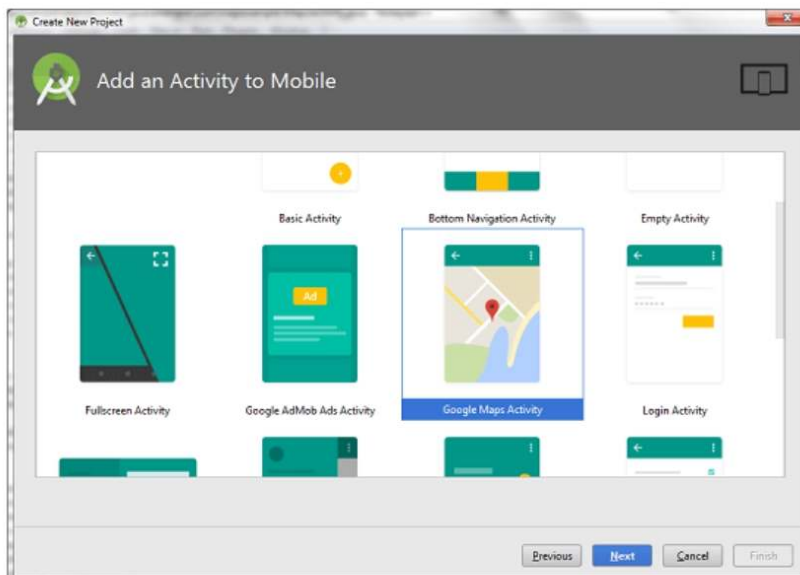 Create New Project
Add an Activity to Mobile
Basic Activity
Bottom Navigation Activity
Empty Activity
Ad
Fullscreen Activity
Google AdMob Ads Activity
Google Maps Activity
Login Activity
Previous
Next
Cancel
Finish